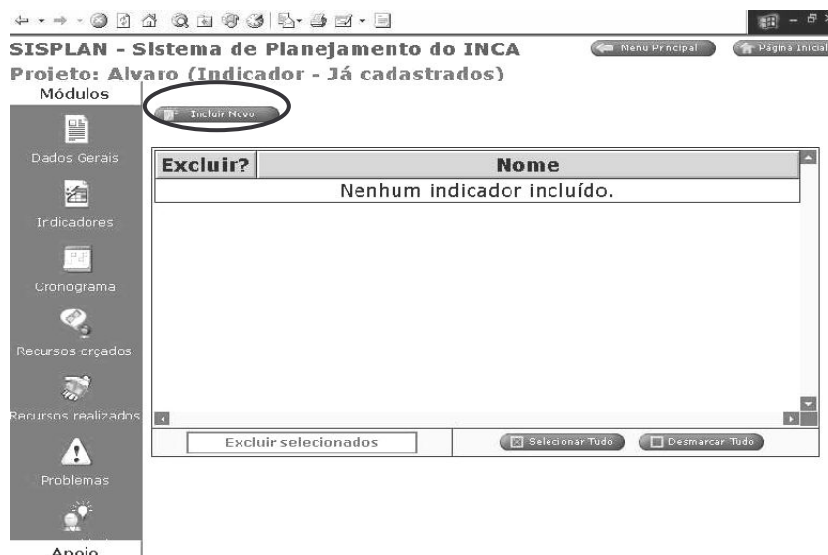 SISPLAN - Sistema de Planejamento do INCA
Menu Principal
Página Inicial
Projeto: Alvaro (Indicador - Já cadastrados)
Módulos
Incluir Novo
Dados Gerais
Excluir?
Nome
Nenhum indicador incluído.
Indicadores
Cronograma
Recursos orçados
Recursos realizados
Excluir selecionados
Selecionar Tudo
Desmarcar Tudo
Problemas
Apoio